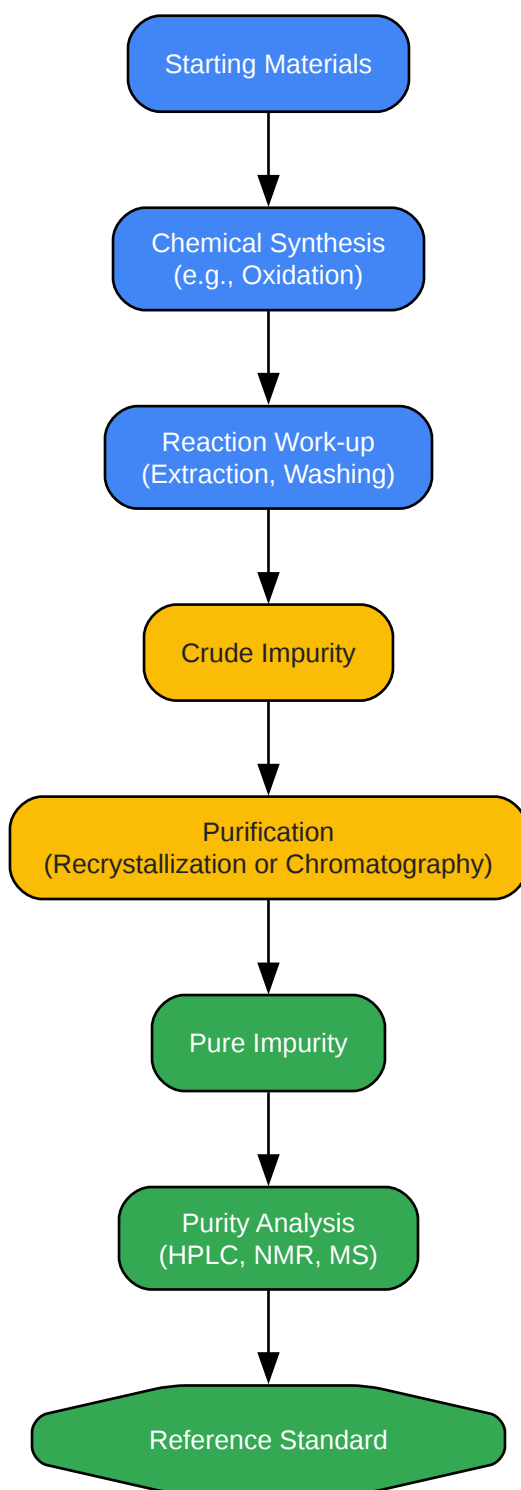 Starting Materials
Chemical Synthesis
(e.g., Oxidation)
Reaction Work-up
(Extraction, Washing)
Crude Impurity
Purification
(Recrystallization or Chromatography)
Pure Impurity
Purity Analysis
(HPLC, NMR, MS)
Reference Standard